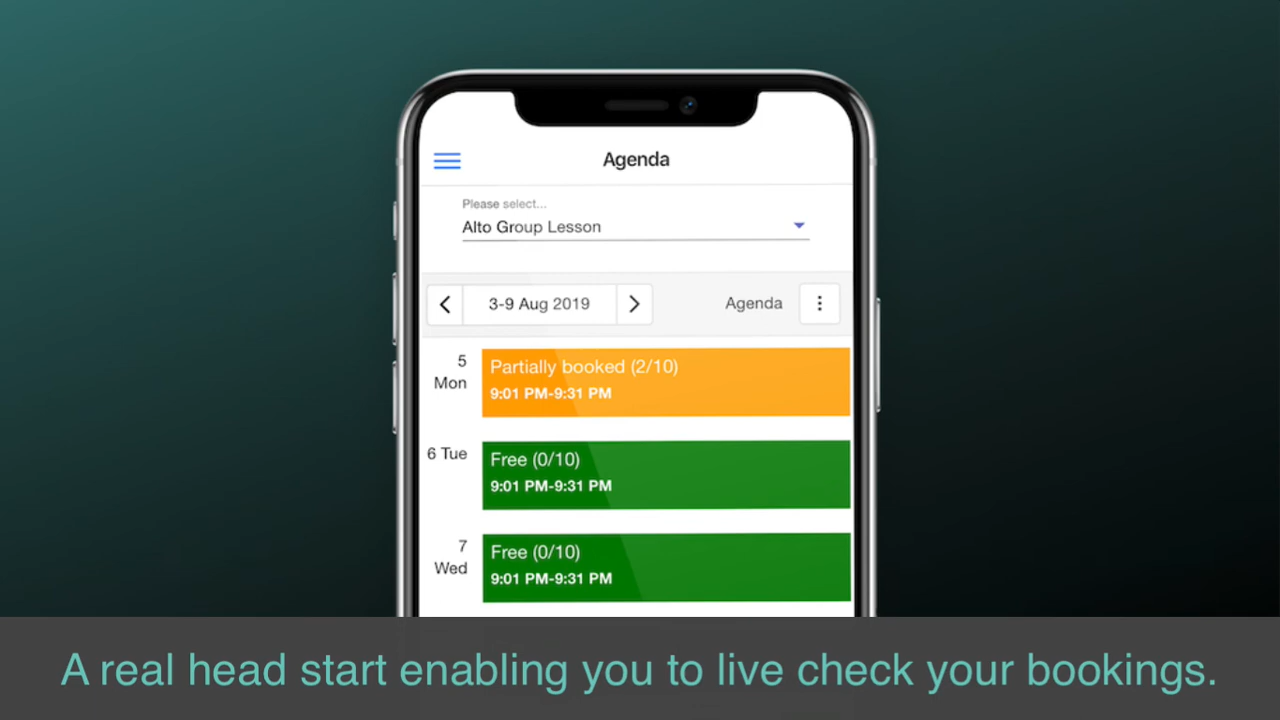 Agenda
Please select...
Alto Group Lesson
3-9 Aug 2019
Agenda
5
Mon
Partially booked (2/10)
9:01 PM-9:31 PM
6 Tue
Free (0/10)
9:01 PM-9:31 PM
7
Wed
Free (0/10)
9:01 PM-9:31 PM
A real head start enabling you to live check your bookings.